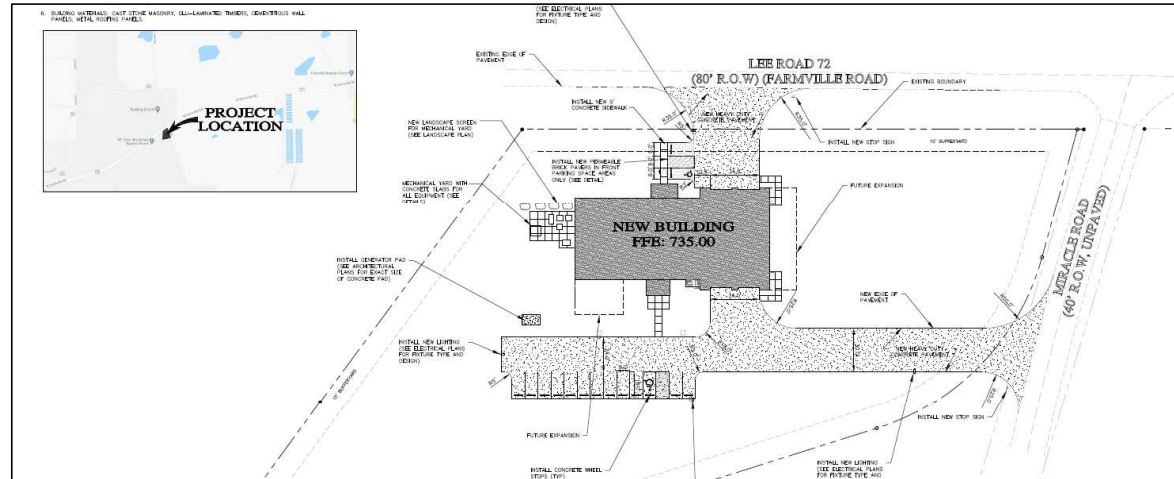 6. BUILDING MATERIALS: CAST STONE MASONRY, GLU-LAMINATED TIMBERS, CEMENTITIOUS WALL
PANELS, METAL ROOFING PANELS.
PROJECT
LOCATION
(SEE ELECTRICAL PLANS
FOR FIXTURE TYPE AND
DESIGN)
EXISTING EDGE OF
PAVEMENT
LEE ROAD 72
(80' R.O.W) (FARMVILLE ROAD)
EXISTING BOUNDARY
INSTALL NEW 5'
CONCRETE SIDEWALK
NEW HEAVY DUTY
CONCRETE PAVEMENT
INSTALL NEW STOP SIGN
15' BUFFERYARD
NEW LANDSCAPE SCREEN
FOR MECHANICAL YARD
(SEE LANDSCAPE PLAN)
INSTALL NEW PERMEABLE
BRICK PAVERS IN FRONT
PARKING SPACE AREAS
ONLY (SEE DETAIL)
MECHANICAL YARD WITH
CONCRETE SLABS FOR
ALL EQUIPMENT (SEE
DETAILS)
FUTURE EXPANSION
NEW BUILDING
FFE: 735.00
MIRACLE ROAD
(40' R.O.W, UNPAVED)
INSTALL GENERATOR PAD
(SEE ARCHITECTURAL
PLANS FOR EXACT SIZE
OF CONCRETE PAD)
NEW EDGE OF
PAVEMENT
INSTALL NEW LIGHTING
(SEE ELECTRICAL PLANS
FOR FIXTURE TYPE AND
DESIGN)
NEW HEAVY DUTY
CONCRETE PAVEMENT
15' BUFFERYARD
INSTALL NEW STOP SIGN
FUTURE EXPANSION
INSTALL CONCRETE WHEEL
STOPS (TYP)
INSTALL NEW LIGHTING
(SEE ELECTRICAL PLANS
FOR FIXTURE TYPE AND